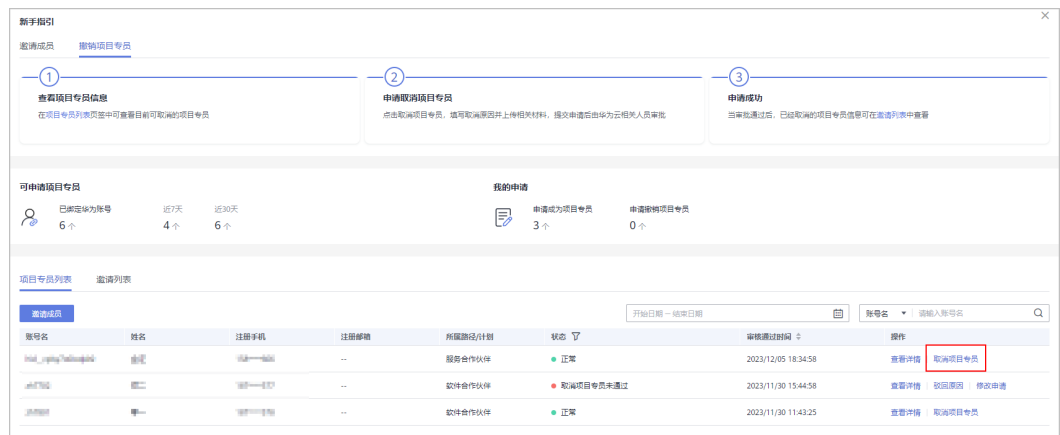 新手指引
邀请成员 撤销项目专员
1 2 3
查看项目专员信息 申请取消项目专员 申请成功
在项目专员列表页签中可查看目前可取消的项目专员 点击取消项目专员，填写取消原因并上传相关材料，提交申请后由华为云相关人员审批 当审批通过后，已经取消的项目专员信息可在邀请列表中查看
可申请项目专员 我的申请
已绑定华为账号 近7天 近30天 申请成为项目专员 申请撤销项目专员
6 个 4 个 6 个 3 个 0 个
项目专员列表 邀请列表
邀请成员 开始日期 – 结束日期 账号名 请输入账号名
账号名 姓名 注册手机 注册邮箱 所属路径/计划 状态 审核通过时间 操作
-- 服务合作伙伴 正常 2023/12/05 18:34:58 查看详情 取消项目专员
-- 软件合作伙伴 取消项目专员未通过 2023/11/30 15:44:58 查看详情 驳回原因 修改申请
-- 软件合作伙伴 正常 2023/11/30 11:43:25 查看详情 取消项目专员